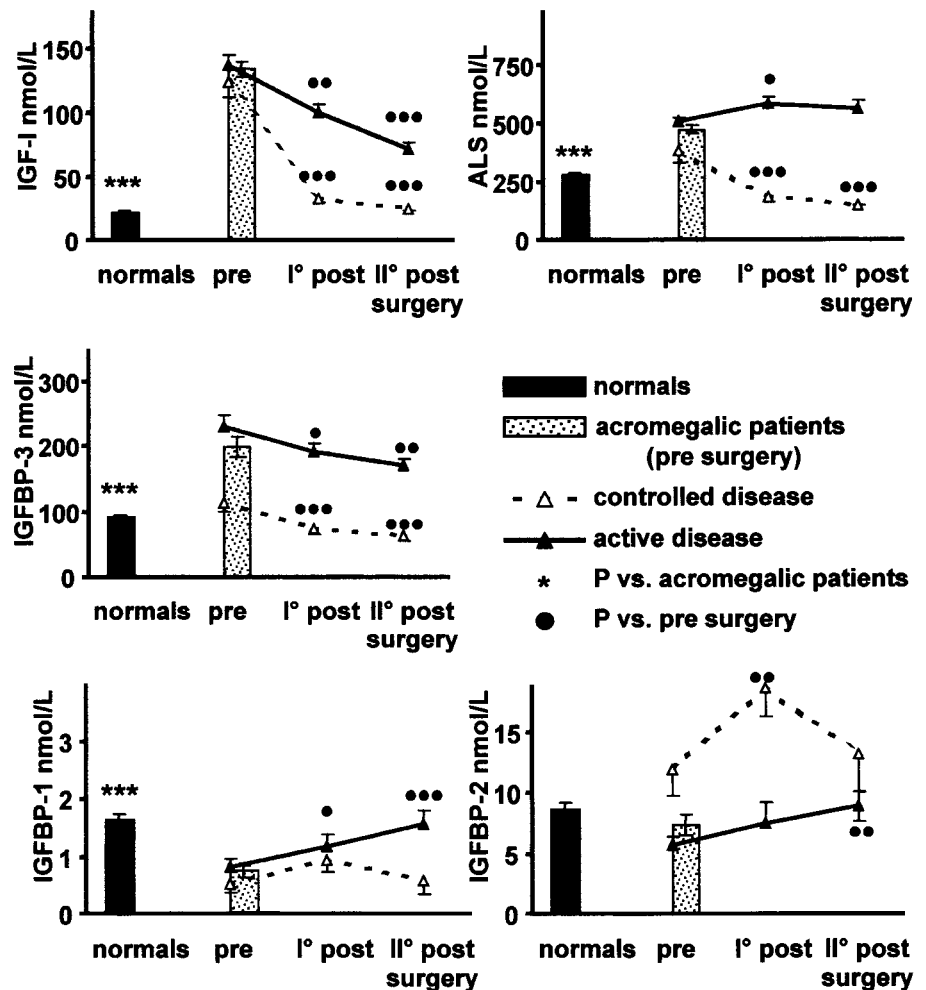 IGF-I nmol/L
150
100
50
0
***
●●
●●●
●●●
●●●
normals pre I° post II° post
surgery
ALS nmol/L
750
500
250
0
***
●
●●●
●●●
normals pre I° post II° post
surgery
IGFBP-3 nmol/L
300
200
100
0
***
●
●●
●●●
●●●
normals pre I° post II° post
surgery
normals
acromegalic patients
(pre surgery)
controlled disease
active disease
* P vs. acromegalic patients
● P vs. pre surgery
IGFBP-1 nmol/L
3
2
1
0
***
●
●●●
normals pre I° post II° post
surgery
IGFBP-2 nmol/L
15
10
5
0
●●
●●
normals pre I° post II° post
surgery